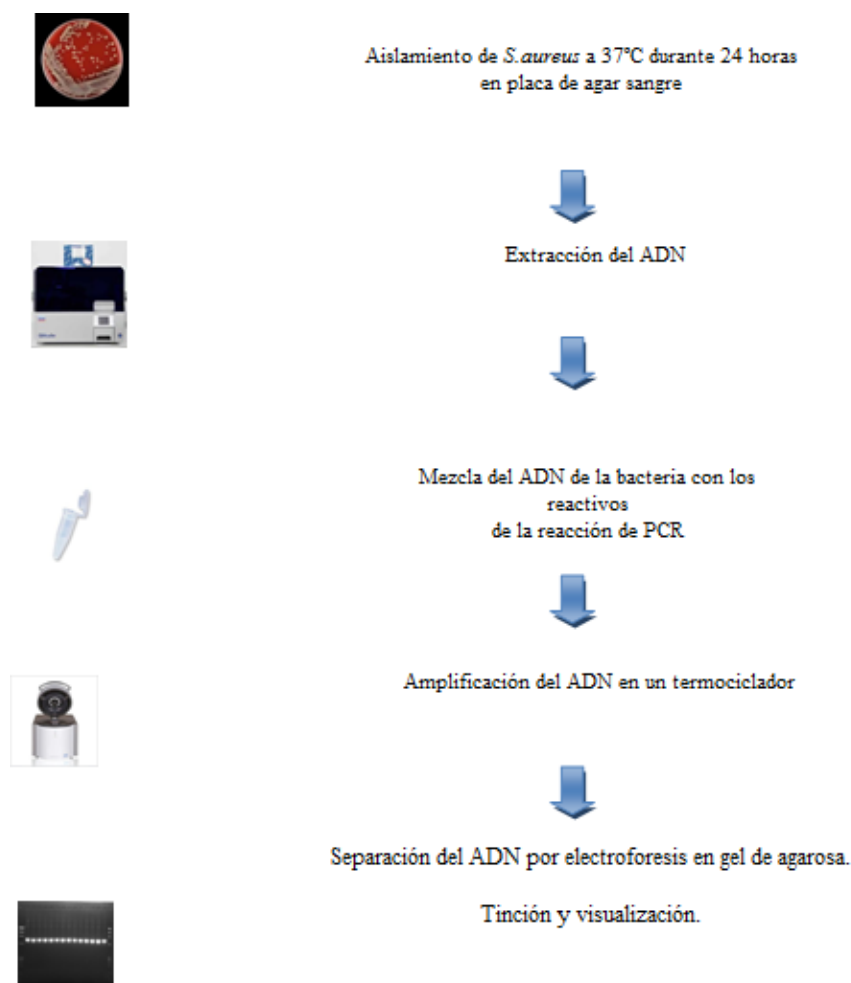 Aislamiento de S.aureus a 37ºC durante 24 horas
en placa de agar sangre
Extracción del ADN
Mezcla del ADN de la bacteria con los
reactivos
de la reacción de PCR
Amplificación del ADN en un termociclador
Separación del ADN por electroforesis en gel de agarosa.
Tinción y visualización.